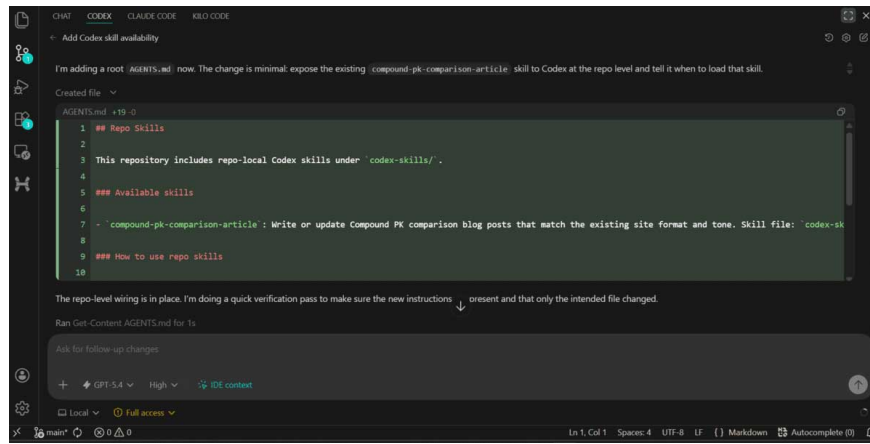 CHAT CODEX CLAUDE CODE KILO CODE
← Add Codex skill availability
I'm adding a root AGENTS.md now. The change is minimal: expose the existing compound-pk-comparison-article skill to Codex at the repo level and tell it when to load that skill.
Created file
AGENTS.md +19 -0
1 ## Repo Skills
2
3 This repository includes repo-local Codex skills under `codex-skills/`.
4
5 ### Available skills
6
7 - `compound-pk-comparison-article`: Write or update Compound PK comparison blog posts that match the existing site format and tone. Skill file: `codex-sk
8
9 ### How to use repo skills
10
The repo-level wiring is in place. I'm doing a quick verification pass to make sure the new instructions present and that only the intended file changed.
Ran Get-Content AGENTS.md for 1s
Ask for follow-up changes
+ GPT-5.4 High IDE context
Local Full access
main* 0 0 Ln 1, Col 1 Spaces: 4 UTF-8 LF { } Markdown Autocomplete (0)